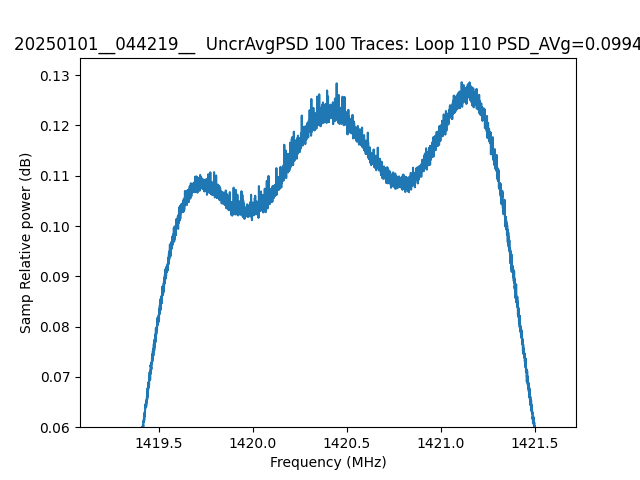 20250101__044219__  UncrAvgPSD 100 Traces: Loop 110 PSD_AVg=0.0994
0.13
0.12
0.11
0.10
0.09
0.08
0.07
0.06
Samp Relative power (dB)
1419.5 1420.0 1420.5 1421.0 1421.5
Frequency (MHz)